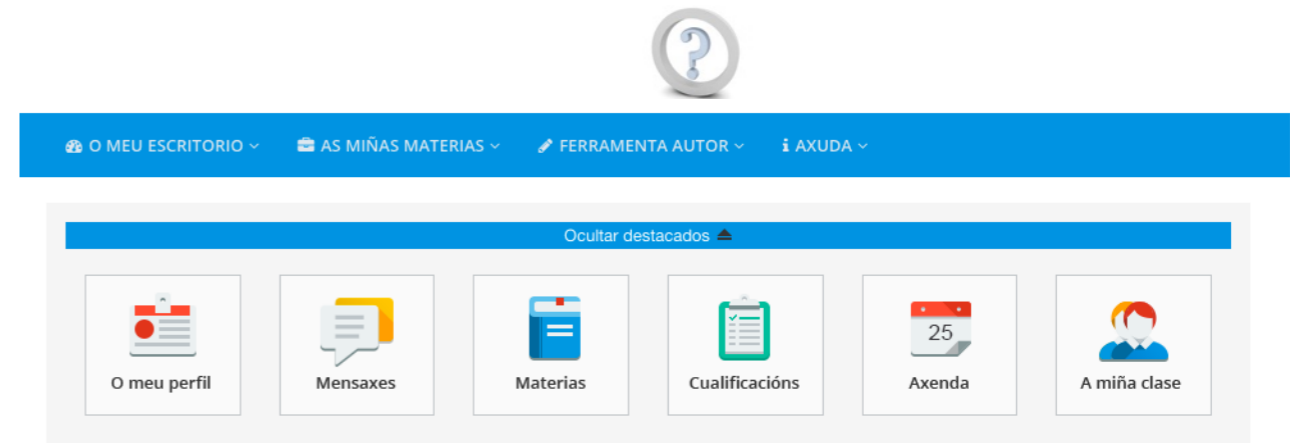 O MEU ESCRITORIO AS MIÑAS MATERIAS FERRAMENTA AUTOR AXUDA
Ocultar destacados
25
O meu perfil Mensaxes Materias Cualificacións Axenda A miña clase